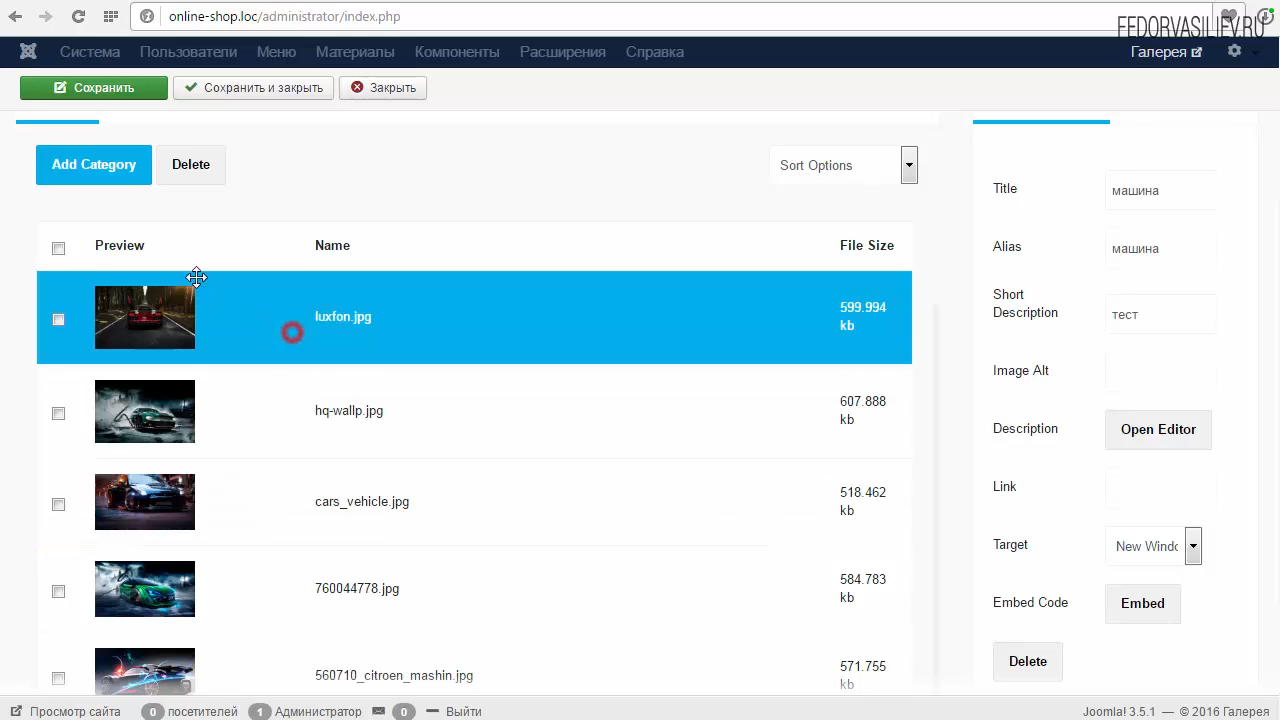 online-shop.loc/administrator/index.php
FEDORVASILIEV.RU
Система Пользователи Меню Материалы Компоненты Расширения Справка Галерея
Сохранить Сохранить и закрыть Закрыть
Add Category Delete Sort Options
Preview Name File Size
luxfon.jpg 599.994
kb
hq-wallp.jpg 607.888
kb
cars_vehicle.jpg 518.462
kb
760044778.jpg 584.783
kb
560710_citroen_mashin.jpg 571.755
kb
Title машина
Alias машина
Short
Description тест
Image Alt
Description Open Editor
Link
Target New Windo
Embed Code Embed
Delete
Просмотр сайта 0 посетителей 1 Администратор 0 Выйти Joomla! 3.5.1 — © 2016 Галерея